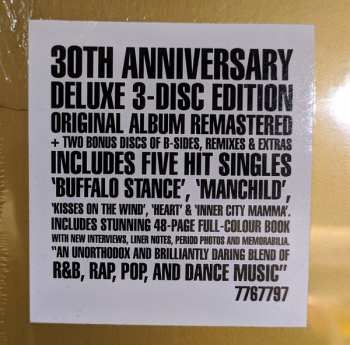 30TH ANNIVERSARY
DELUXE 3-DISC EDITION
ORIGINAL ALBUM REMASTERED
+ TWO BONUS DISCS OF B-SIDES, REMIXES & EXTRAS
INCLUDES FIVE HIT SINGLES
'BUFFALO STANCE', 'MANCHILD',
'KISSES ON THE WIND', 'HEART' & 'INNER CITY MAMMA'.
INCLUDES STUNNING 48-PAGE FULL-COLOUR BOOK
WITH NEW INTERVIEWS, LINER NOTES, PERIOD PHOTOS AND MEMORABILIA.
"AN UNORTHODOX AND BRILLIANTLY DARING BLEND OF
R&B, RAP, POP, AND DANCE MUSIC"
7767797